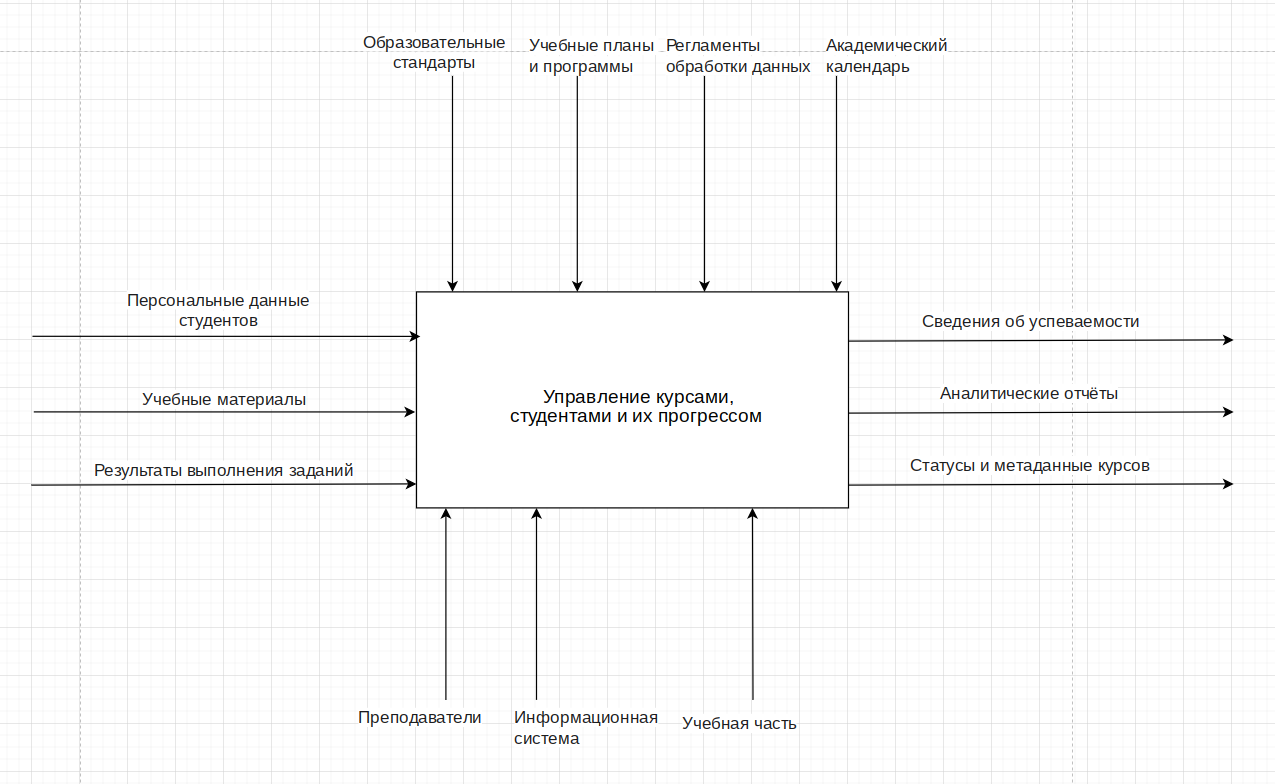 Образовательные
стандарты
Учебные планы
и программы
Регламенты
обработки данных
Академический
календарь
Персональные данные
студентов
Учебные материалы
Результаты выполнения заданий
Управление курсами,
студентами и их прогрессом
Сведения об успеваемости
Аналитические отчёты
Статусы и метаданные курсов
Преподаватели
Информационная
система
Учебная часть